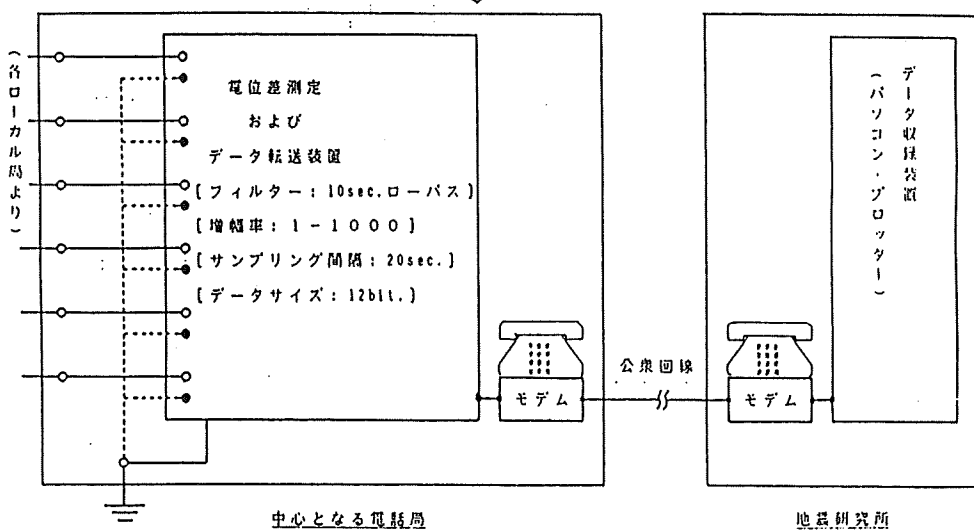 (各ローカル局より)
電位差測定
および
データ転送装置
[フィルター:10sec.ローパス]
[増幅率:1-1000]
[サンプリング間隔:20sec.]
[データサイズ:12bit.]
モデム
公衆回線
モデム
データ収録装置
(パソコン・プロッター)
中心となる電話局
地震研究所